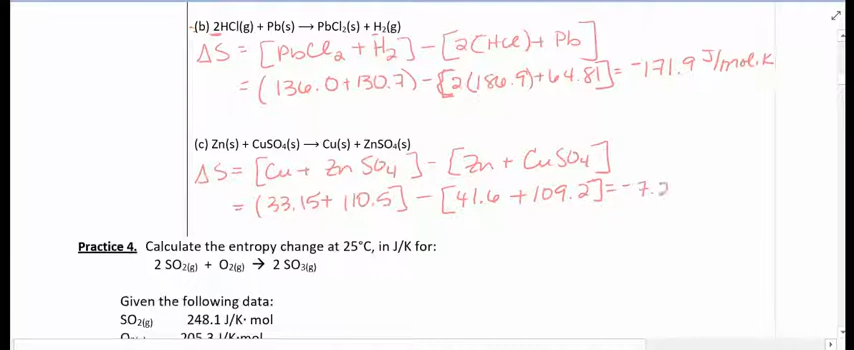 (b) 2HCl(g) + Pb(s) → PbCl₂(s) + H₂(g)
ΔS = [PbCl₂ + H₂] - [2(HCl) + Pb]
= (136.0+130.7) - [2(186.9)+64.81] = -171.9 J/mol.K
(c) Zn(s) + CuSO₄(s) → Cu(s) + ZnSO₄(s)
ΔS = [Cu + ZnSO₄] - [Zn + CuSO₄]
= (33.15+ 110.5] - [41.6 + 109.2] = -7.2
Practice 4. Calculate the entropy change at 25°C, in J/K for:
2 SO₂(g) + O₂(g) → 2 SO₃(g)
Given the following data:
SO₂(g) 248.1 J/K· mol
205.3 J/K·mol